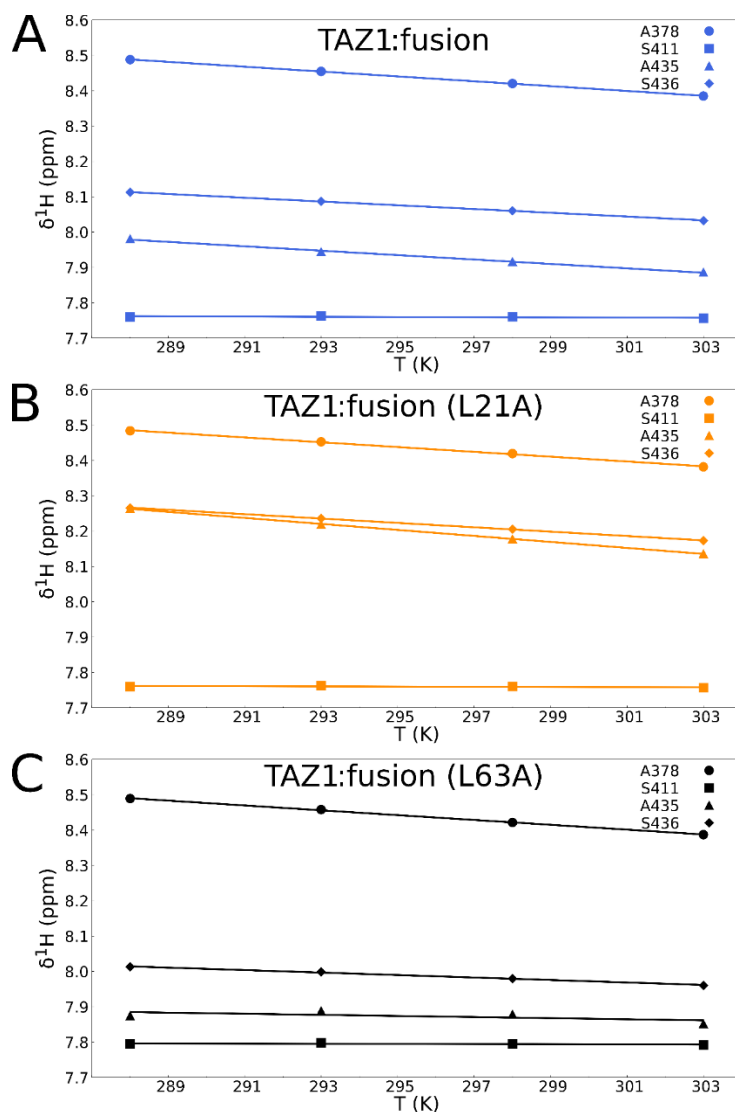 A
TAZ1:fusion
A378
S411
A435
S436
8.6
8.5
8.4
8.3
8.2
8.1
8.0
7.9
7.8
7.7
δ¹H (ppm)
289 291 293 295 297 299 301 303
T (K)
B
TAZ1:fusion (L21A)
A378
S411
A435
S436
8.6
8.5
8.4
8.3
8.2
8.1
8.0
7.9
7.8
7.7
δ¹H (ppm)
289 291 293 295 297 299 301 303
T (K)
C
TAZ1:fusion (L63A)
A378
S411
A435
S436
8.6
8.5
8.4
8.3
8.2
8.1
8.0
7.9
7.8
7.7
δ¹H (ppm)
289 291 293 295 297 299 301 303
T (K)